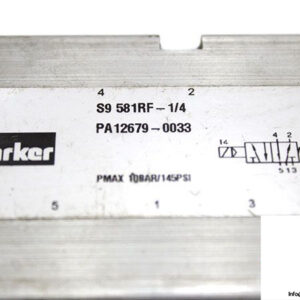 4 2
S9 581RF-1/4
PA12679-0033
arker
14
4 2
5 1 3
PMAX 10BAR/145PSI
5 1 3